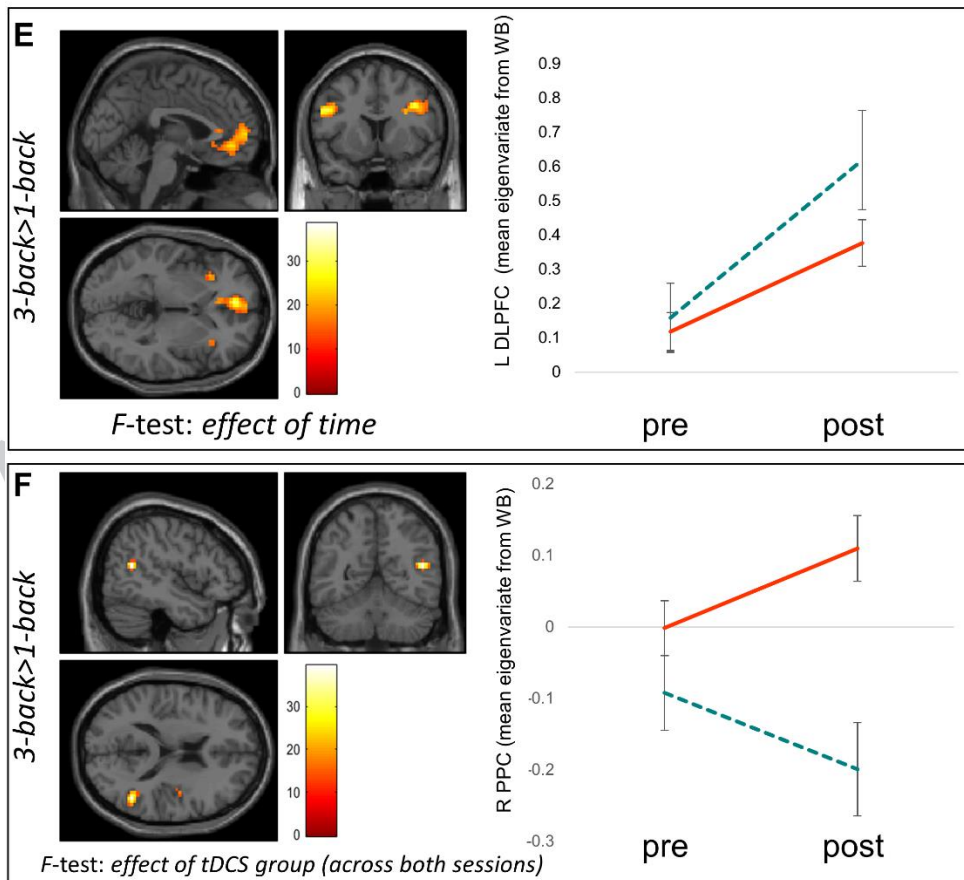 E
3-back>1-back
30
20
10
0
F-test: effect of time
L DLPFC (mean eigenvariate from WB)
0.9
0.8
0.7
0.6
0.5
0.4
0.3
0.2
0.1
0
pre post
F
3-back>1-back
30
20
10
0
F-test: effect of tDCS group (across both sessions)
R PPC (mean eigenvariate from WB)
0.2
0.1
0
-0.1
-0.2
-0.3
pre post